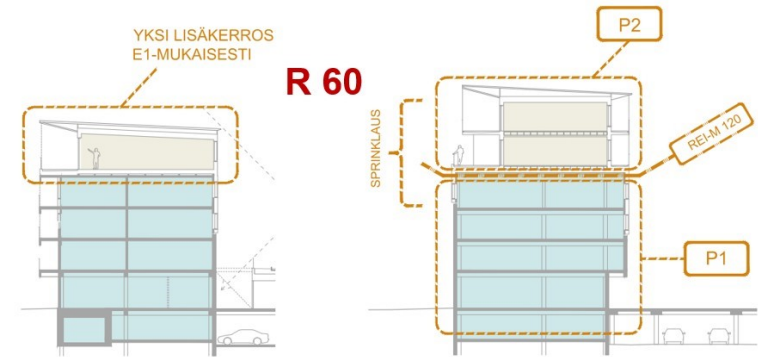 YKSI LISÄKERROS
E1-MUKAISESTI
R 60
P2
SPRINKLAUS
REI-M 120
P1